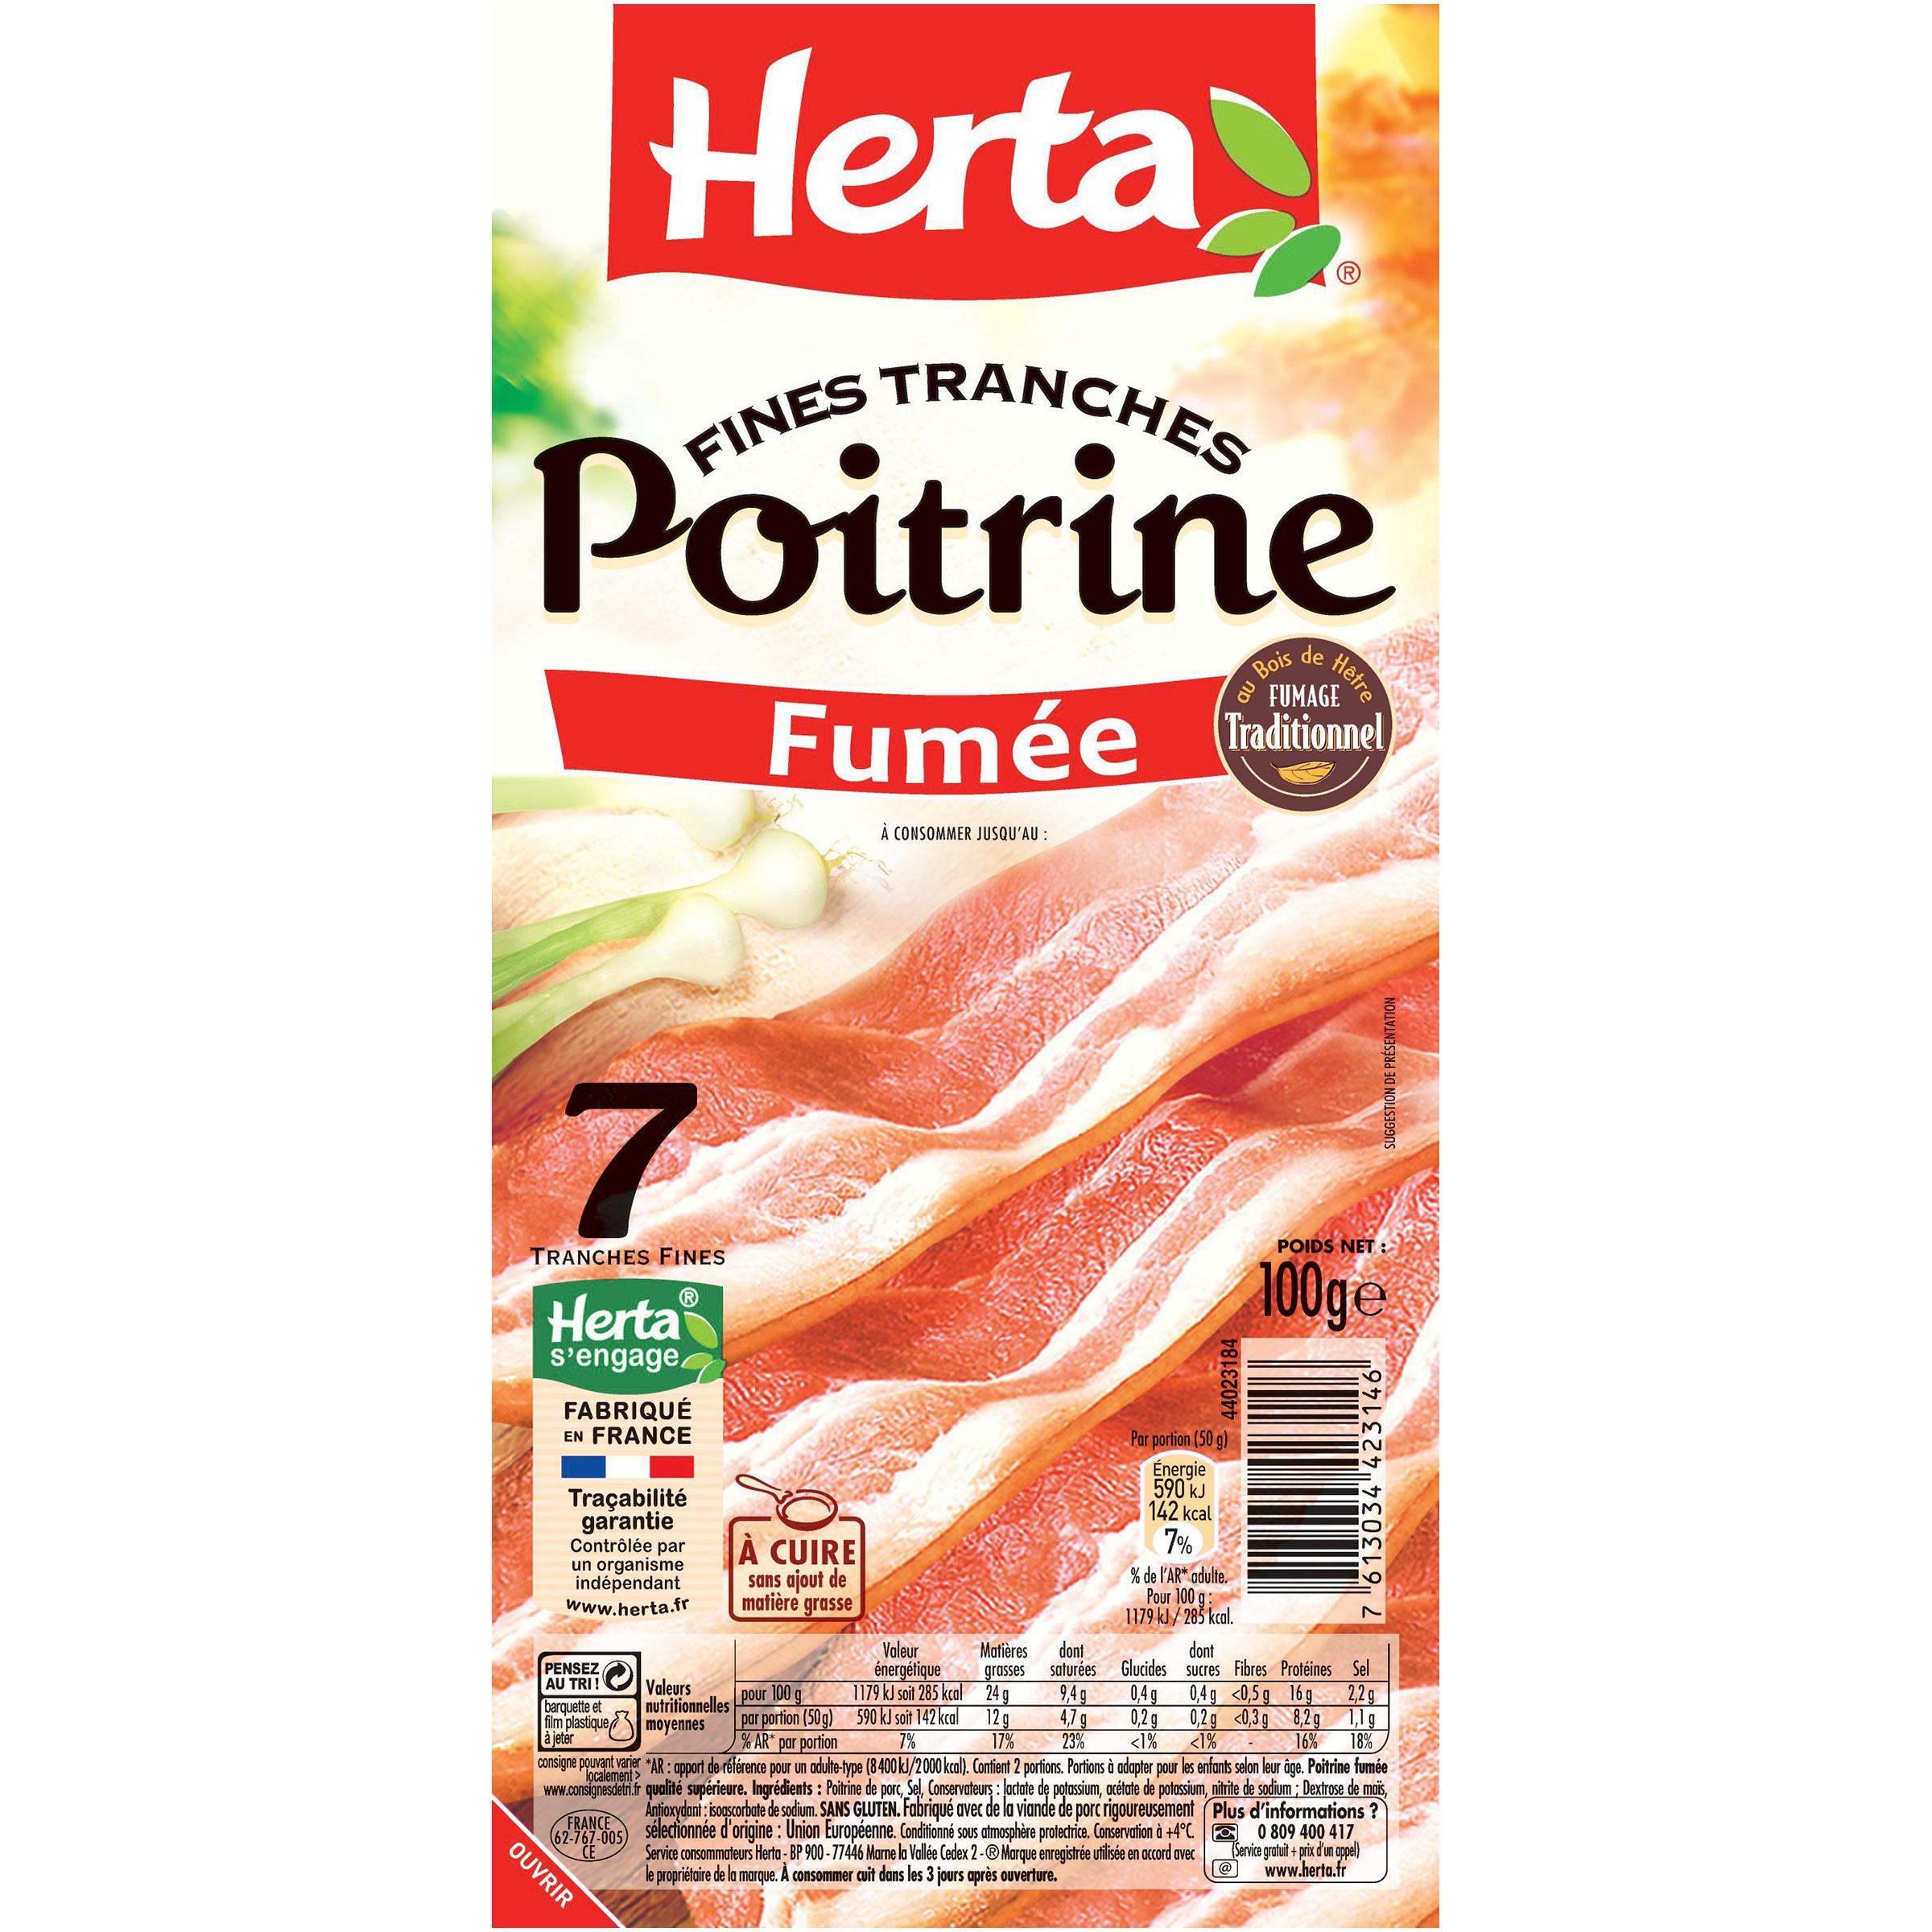 Herta
®
FINES TRANCHES
Poitrine
Fumée
au Bois de Hêtre
FUMAGE
Traditionnel
À CONSOMMER JUSQU'AU :
SUGGESTION DE PRÉSENTATION
7
TRANCHES FINES
POIDS NET :
100g e
Herta®
s'engage
FABRIQUÉ
EN FRANCE
Traçabilité
garantie
Contrôlée par
un organisme
indépendant
www.herta.fr
À CUIRE
sans ajout de
matière grasse
44023184
Par portion (50 g)
Énergie
590 kJ
142 kcal
7%
% de l'AR* adulte.
Pour 100 g :
1179 kJ / 285 kcal.
7 613034 423146
PENSEZ
AU TRI !
barquette et
film plastique
à jeter
consigne pouvant varier
localement >
www.consignesdetri.fr
Valeurs
nutritionnelles
moyennes
Valeur énergétique Matières grasses dont saturées Glucides dont sucres Fibres Protéines Sel
pour 100 g 1179 kJ soit 285 kcal 24 g 9,4 g 0,4 g 0,4 g <0,5 g 16 g 2,2 g
par portion (50g) 590 kJ soit 142 kcal 12 g 4,7 g 0,2 g 0,2 g <0,3 g 8,2 g 1,1 g
% AR* par portion 7% 17% 23% <1% <1% - 16% 18%
*AR : apport de référence pour un adulte-type (8400 kJ/2000 kcal). Contient 2 portions. Portions à adapter pour les enfants selon leur âge. Poitrine fumée
qualité supérieure. Ingrédients : Poitrine de porc, Sel, Conservateurs : lactate de potassium, acétate de potassium, nitrite de sodium ; Dextrose de maïs,
Antioxydant : isoascorbate de sodium. SANS GLUTEN. Fabriqué avec de la viande de porc rigoureusement
sélectionnée d'origine : Union Européenne. Conditionné sous atmosphère protectrice. Conservation à +4°C.
Service consommateurs Herta - BP 900 - 77446 Marne la Vallée Cedex 2 - ® Marque enregistrée utilisée en accord avec
le propriétaire de la marque. À consommer cuit dans les 3 jours après ouverture.
Plus d'informations ?
0 809 400 417
(Service gratuit + prix d'un appel)
@ www.herta.fr
FRANCE
62-767-005
CE
OUVRIR